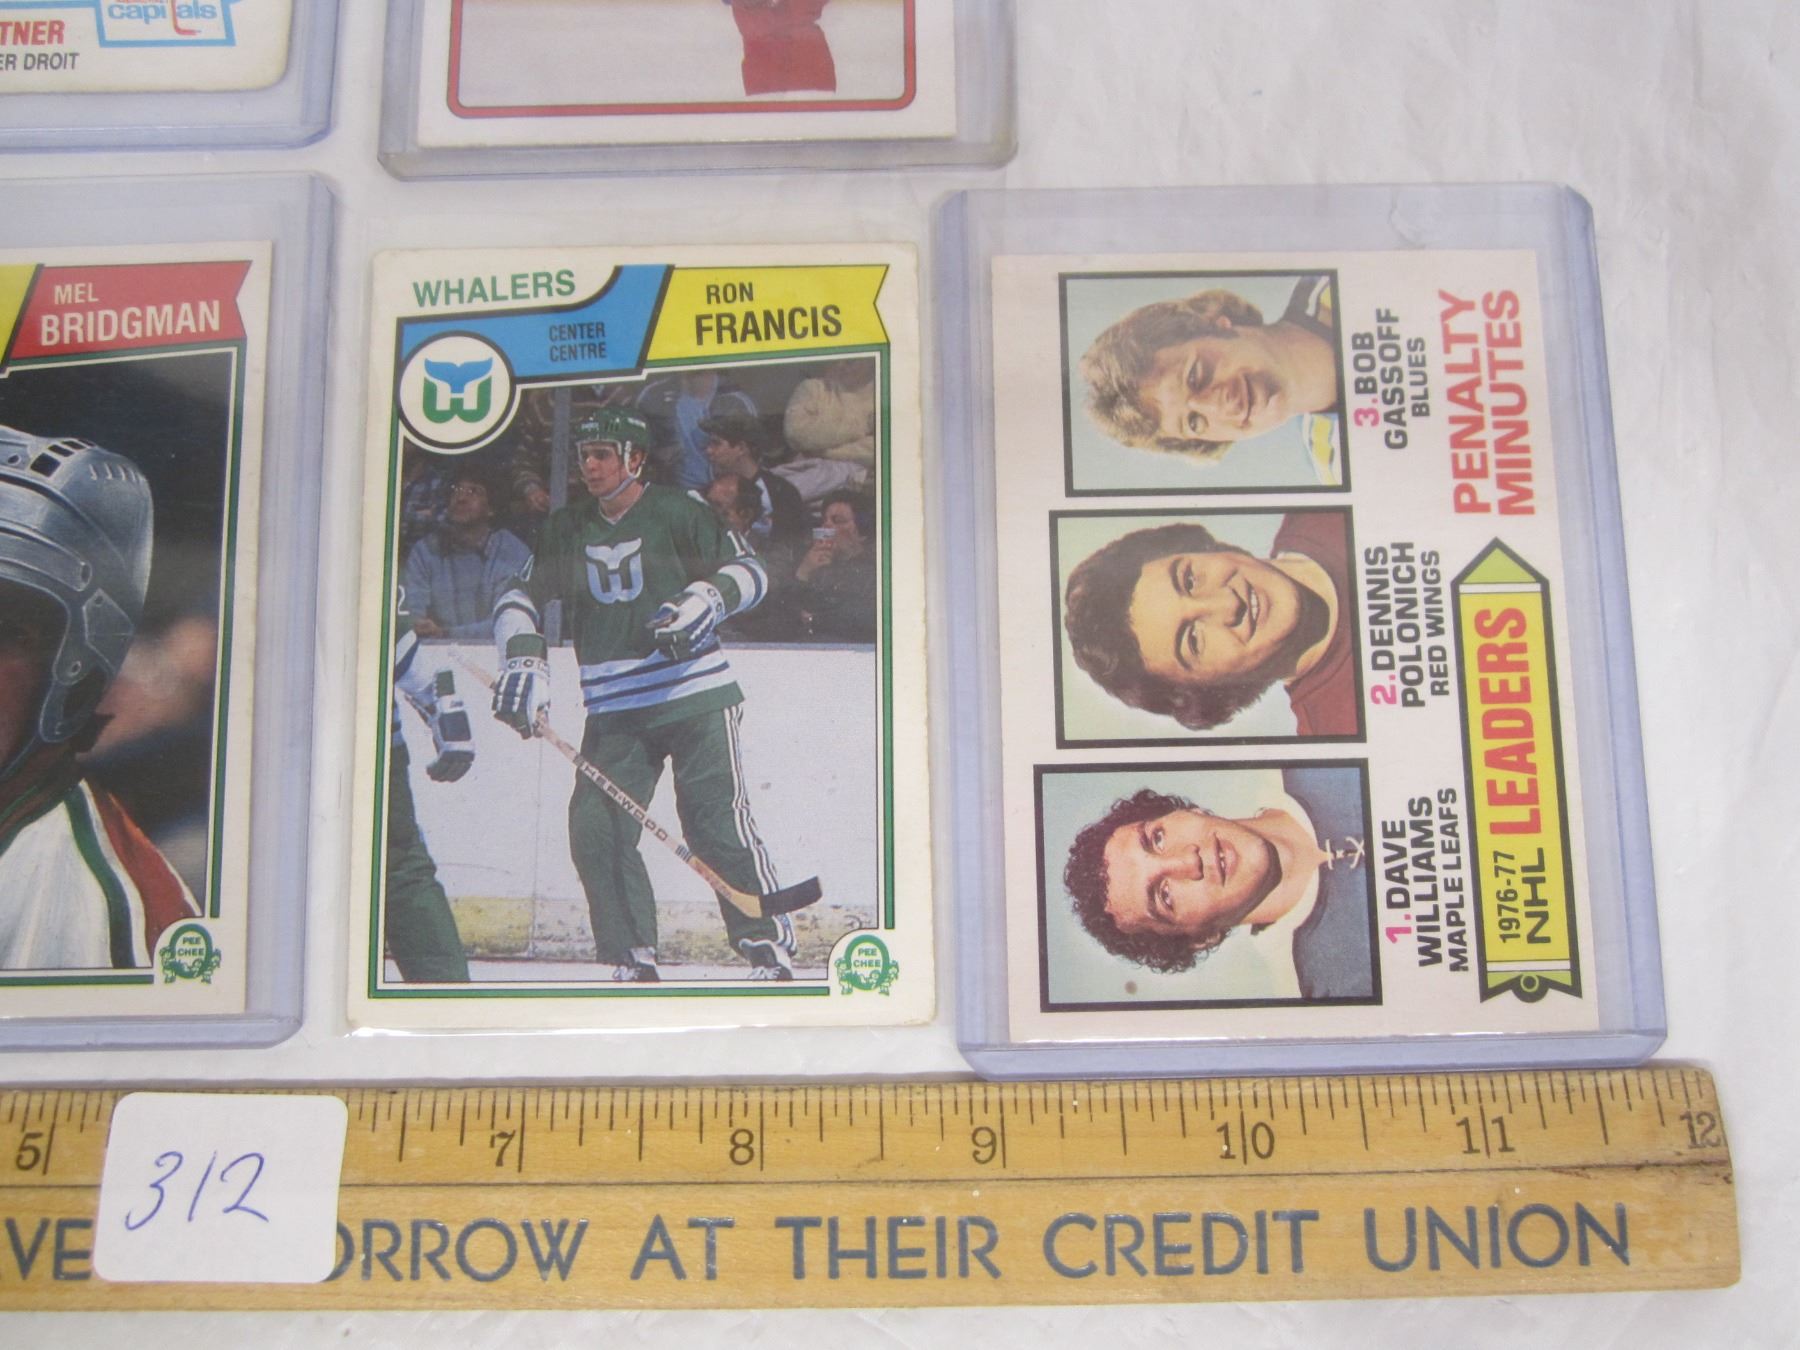 capitals
TNER
ER DROIT
MEL
BRIDGMAN
PEE
CHEE
WHALERS
CENTER
CENTRE
RON
FRANCIS
HERWOOD
PEE
CHEE
3.BOB
GASSOFF
BLUES
2.DENNIS
POLONICH
RED WINGS
1.DAVE
WILLIAMS
MAPLE LEAFS
PENALTY
MINUTES
1976-77
NHL LEADERS
5 7 8 9 10 11 12
312
VE ORROW AT THEIR CREDIT UNION